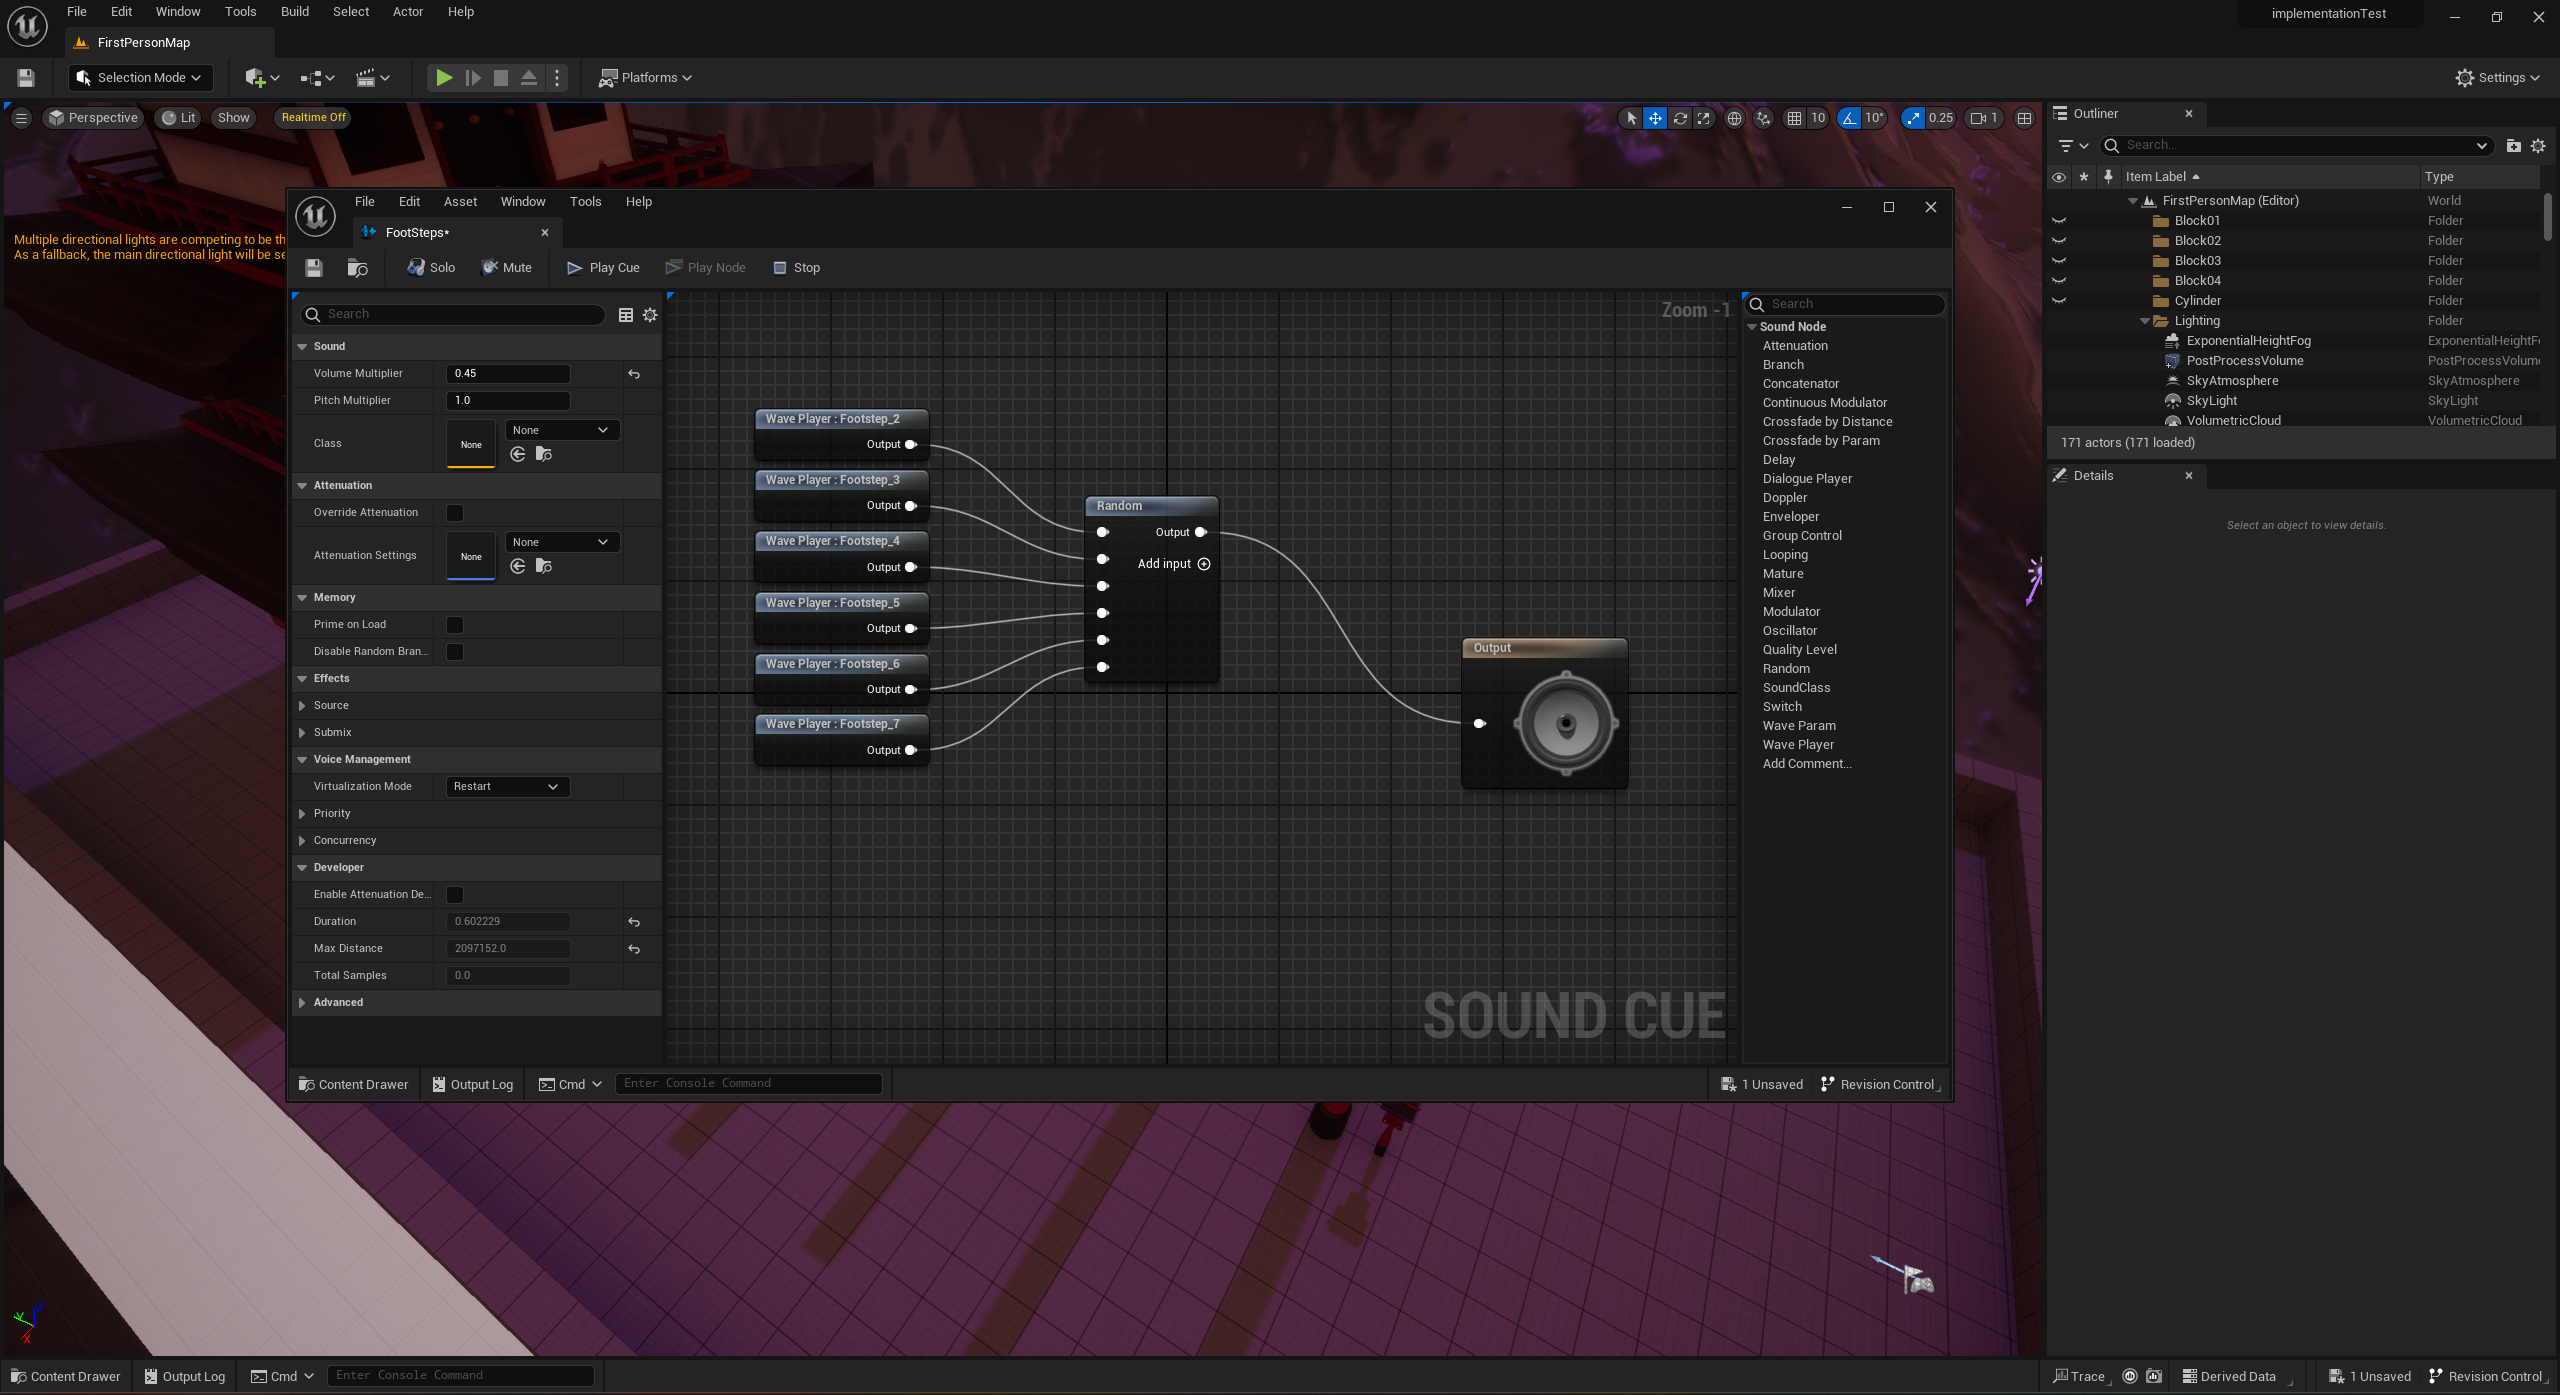 File Edit Window Tools Build Select Actor Help
implementationTest
FirstPersonMap
Selection Mode
Platforms
Settings
Perspective Lit Show Realtime Off
10 10° 0.25 1
Multiple directional lights are competing to be th
As a fallback, the main directional light will be se
File Edit Asset Window Tools Help
FootSteps*
Solo Mute Play Cue Play Node Stop
Search
Sound
Volume Multiplier 0.45
Pitch Multiplier 1.0
Class None None
Attenuation
Override Attenuation
Attenuation Settings None None
Memory
Prime on Load
Disable Random Bran...
Effects
Source
Submix
Voice Management
Virtualization Mode Restart
Priority
Concurrency
Developer
Enable Attenuation De...
Duration 0.602229
Max Distance 2097152.0
Total Samples 0.0
Advanced
Zoom -1
Wave Player : Footstep_2
Output
Wave Player : Footstep_3
Output
Wave Player : Footstep_4
Output
Wave Player : Footstep_5
Output
Wave Player : Footstep_6
Output
Wave Player : Footstep_7
Output
Random
Output
Add input
Output
SOUND CUE
Search
Sound Node
Attenuation
Branch
Concatenator
Continuous Modulator
Crossfade by Distance
Crossfade by Param
Delay
Dialogue Player
Doppler
Enveloper
Group Control
Looping
Mature
Mixer
Modulator
Oscillator
Quality Level
Random
SoundClass
Switch
Wave Param
Wave Player
Add Comment...
Content Drawer Output Log Cmd Enter Console Command
1 Unsaved Revision Control
Outliner
Search...
Item Label Type
FirstPersonMap (Editor) World
Block01 Folder
Block02 Folder
Block03 Folder
Block04 Folder
Cylinder Folder
Lighting Folder
ExponentialHeightFog ExponentialHeightF
PostProcessVolume PostProcessVolum
SkyAtmosphere SkyAtmosphere
SkyLight SkyLight
VolumetricCloud VolumetricCloud
171 actors (171 loaded)
Details
Select an object to view details.
Z
Y
X
Content Drawer Output Log Cmd Enter Console Command
Trace Derived Data 1 Unsaved Revision Control